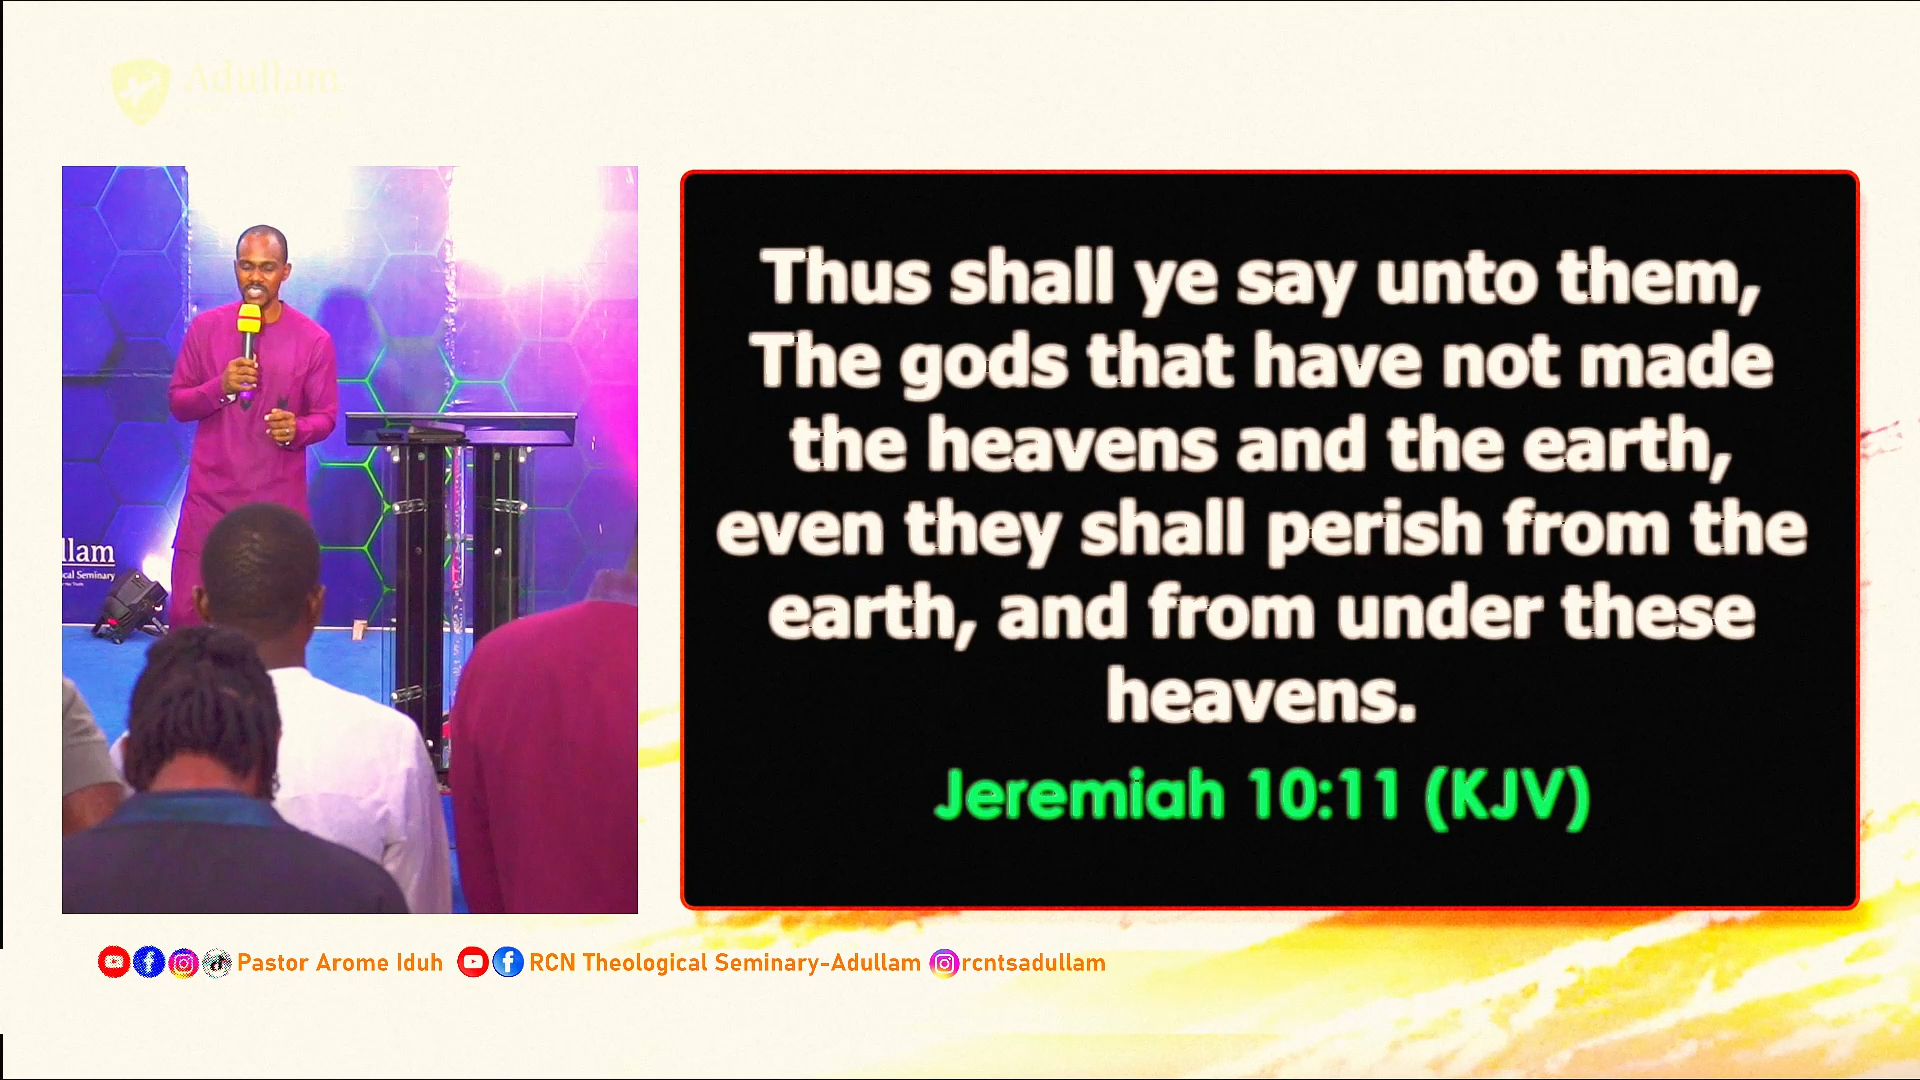 Adullam
Thus shall ye say unto them,
The gods that have not made
the heavens and the earth,
even they shall perish from the
earth, and from under these
heavens.
Jeremiah 10:11 (KJV)
llam
cal Seminary
Pastor Arome Iduh RCN Theological Seminary-Adullam rcntsadullam